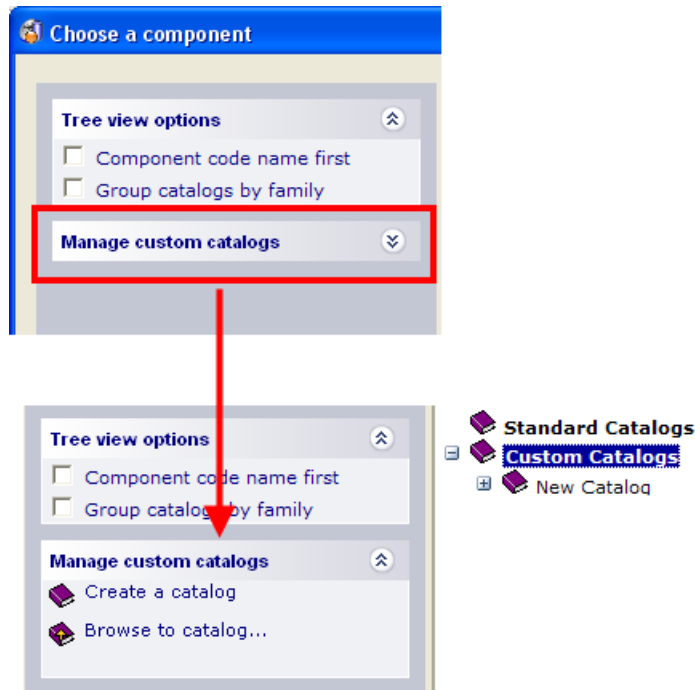 Choose a component
Tree view options
Component code name first
Group catalogs by family
Manage custom catalogs
Tree view options
Component code name first
Group catalogs by family
Manage custom catalogs
Create a catalog
Browse to catalog...
Standard Catalogs
Custom Catalogs
New Catalog